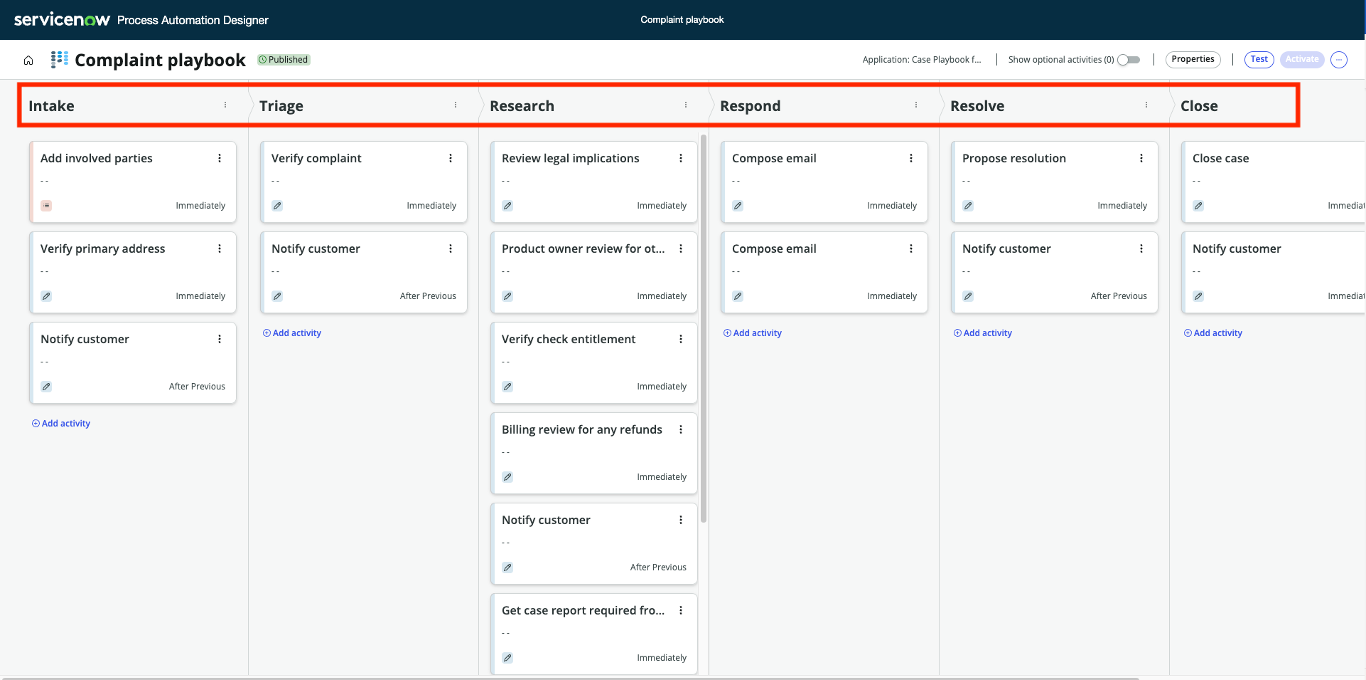 servicenow Process Automation Designer
Complaint playbook
Complaint playbook
Published
Application: Case Playbook f...
Show optional activities (0)
Properties
Test
Activate
Intake
Triage
Research
Respond
Resolve
Close
Add involved parties
--
Immediately
Verify primary address
--
Immediately
Notify customer
--
After Previous
Add activity
Verify complaint
--
Immediately
Notify customer
--
After Previous
Add activity
Review legal implications
--
Immediately
Product owner review for ot...
--
Immediately
Verify check entitlement
--
Immediately
Billing review for any refunds
--
Immediately
Notify customer
--
After Previous
Get case report required fro...
--
Immediately
Compose email
--
Immediately
Compose email
--
Immediately
Add activity
Propose resolution
--
Immediately
Notify customer
--
After Previous
Add activity
Close case
--
Immediat
Notify customer
--
Immediat
Add activity